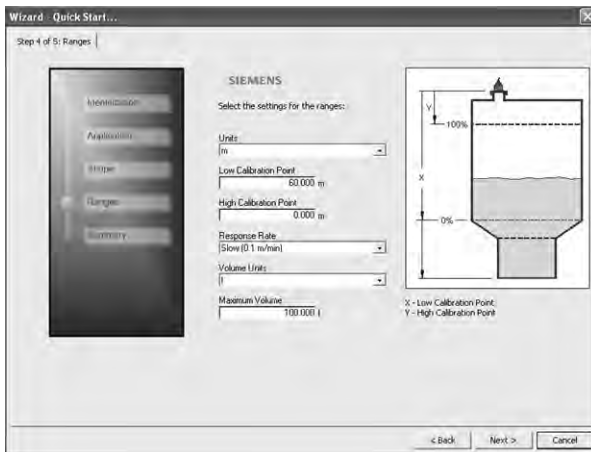 Wizard - Quick Start...
Step 4 of 5: Ranges
Identification
Application
Shape
Ranges
Summary
SIEMENS
Select the settings for the ranges:
Units
m
Low Calibration Point
60.000 m
High Calibration Point
0.000 m
Response Rate
Slow (0.1 m/min)
Volume Units
l
Maximum Volume
100.000 l
Y
100%
X
0%
X - Low Calibration Point
Y - High Calibration Point
< Back
Next >
Cancel